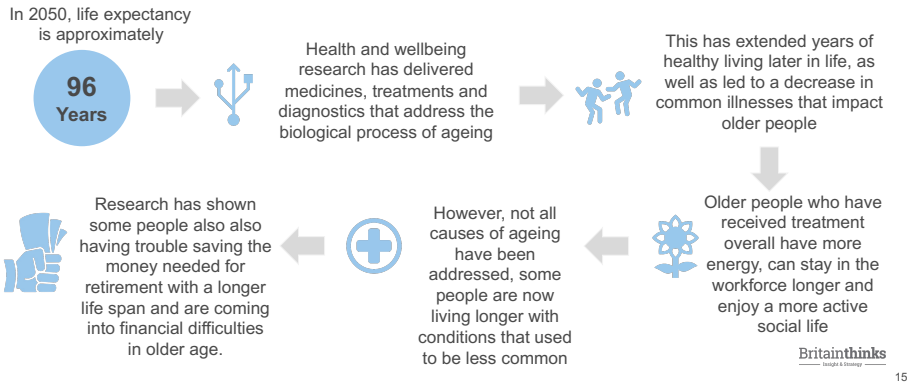 In 2050, life expectancy
is approximately
96
Years
Health and wellbeing
research has delivered
medicines, treatments and
diagnostics that address the
biological process of ageing
This has extended years of
healthy living later in life, as
well as led to a decrease in
common illnesses that impact
older people
Older people who have
received treatment
overall have more
energy, can stay in the
workforce longer and
enjoy a more active
social life
However, not all
causes of ageing
have been
addressed, some
people are now
living longer with
conditions that used
to be less common
Research has shown
some people also also
having trouble saving the
money needed for
retirement with a longer
life span and are coming
into financial difficulties
in older age.
Britainthinks
Insight & Strategy
15